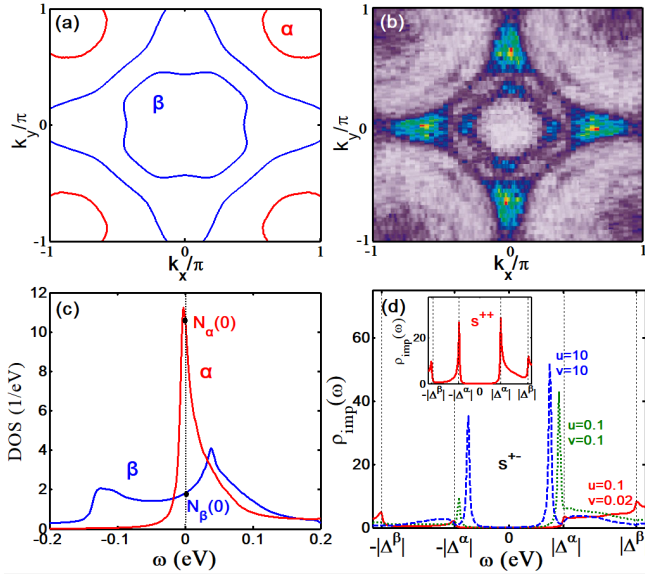 (a)
α
β
1
0
-1
-1
0
1
k_y/π
k_x/π
(b)
1
0
-1
-1
0
1
k_y/π
k_x/π
(c)
12
10
8
6
4
2
0
-0.2
-0.1
0
0.1
0.2
DOS (1/eV)
ω (eV)
N_α(0)
α
β
N_β(0)
(d)
60
40
20
0
ρ_imp(ω)
-|Δ^β|
-|Δ^α|
0
|Δ^α|
|Δ^β|
ω (eV)
s^++
20
0
ρ_imp(ω)
-|Δ^β|
-|Δ^α|
0
|Δ^α|
|Δ^β|
u=10
v=10
u=0.1
v=0.1
s^+-
u=0.1
v=0.02